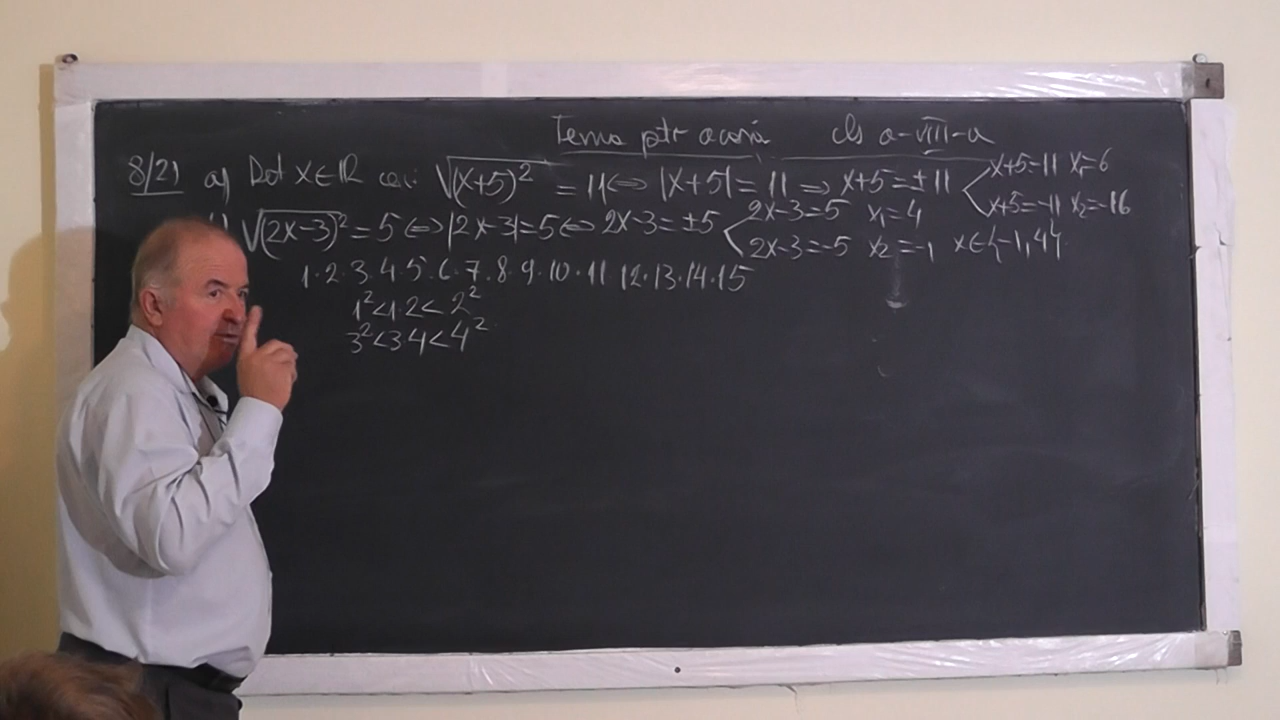 Tema ptr acasă cls a-VIII-a
8/21 a) Det x∈ℝ √(x+5)² = 11 ⇔ |x+5| = 11 ⇒ x+5 = ±11 < x+5=11 x₁=6
x+5=-11 x₂=-16
√(2x-3)² = 5 ⇔ |2x-3|=5 ⇔ 2x-3=±5 < 2x-3=5 x₁=4
2x-3=-5 x₂=-1 x∈{-1,4}
1·2·3·4·5·6·7·8·9·10·11 12·13·14·15
1²<1·2<2²
3²<3·4<4²